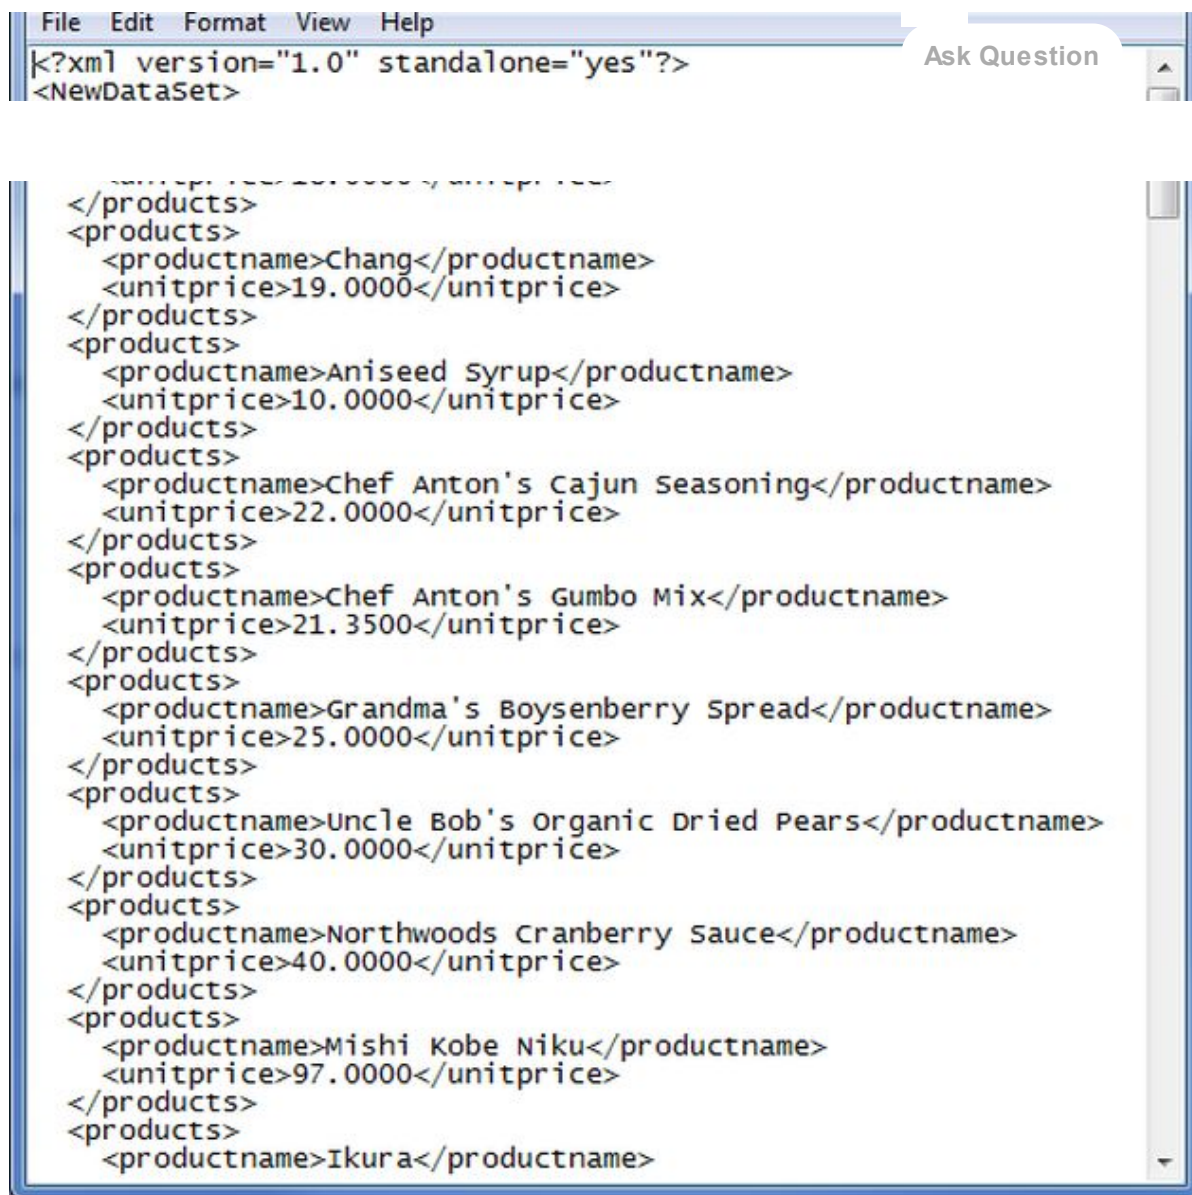 File Edit Format View Help
Ask Question
<?xml version="1.0" standalone="yes"?>
<NewDataSet>
</products>
<products>
<productname>Chang</productname>
<unitprice>19.0000</unitprice>
</products>
<products>
<productname>Aniseed Syrup</productname>
<unitprice>10.0000</unitprice>
</products>
<products>
<productname>Chef Anton's Cajun Seasoning</productname>
<unitprice>22.0000</unitprice>
</products>
<products>
<productname>Chef Anton's Gumbo Mix</productname>
<unitprice>21.3500</unitprice>
</products>
<products>
<productname>Grandma's Boysenberry Spread</productname>
<unitprice>25.0000</unitprice>
</products>
<products>
<productname>Uncle Bob's Organic Dried Pears</productname>
<unitprice>30.0000</unitprice>
</products>
<products>
<productname>Northwoods Cranberry Sauce</productname>
<unitprice>40.0000</unitprice>
</products>
<products>
<productname>Mishi Kobe Niku</productname>
<unitprice>97.0000</unitprice>
</products>
<products>
<productname>Ikura</productname>